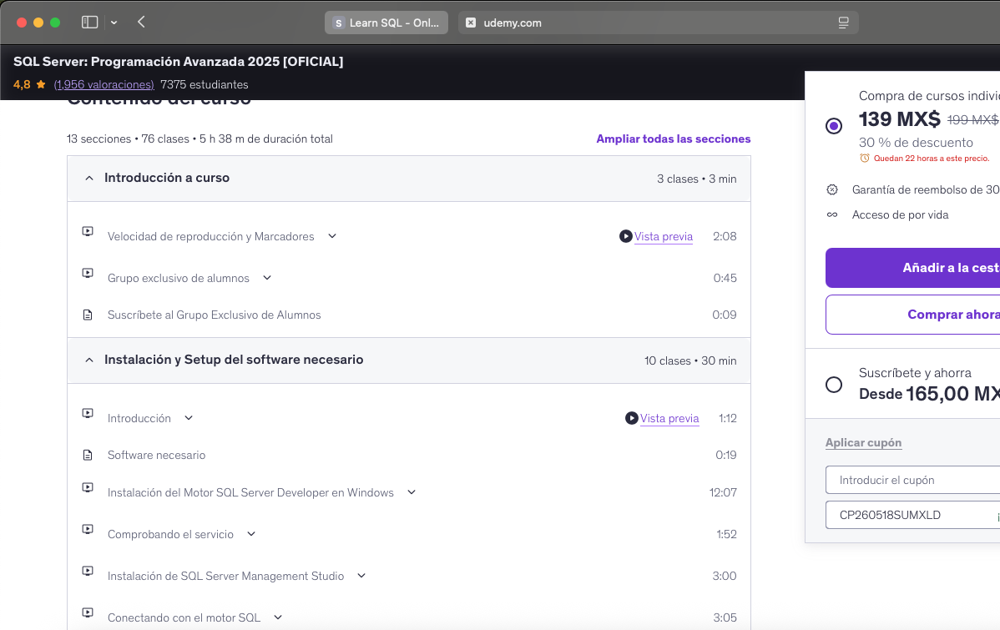 S Learn SQL - Onl...
udemy.com
SQL Server: Programación Avanzada 2025 [OFICIAL]
4,8 (1,956 valoraciones) 7375 estudiantes
Contenido del curso
13 secciones • 76 clases • 5 h 38 m de duración total
Ampliar todas las secciones
Introducción a curso
3 clases • 3 min
Velocidad de reproducción y Marcadores
Vista previa
2:08
Grupo exclusivo de alumnos
0:45
Suscríbete al Grupo Exclusivo de Alumnos
0:09
Instalación y Setup del software necesario
10 clases • 30 min
Introducción
Vista previa
1:12
Software necesario
0:19
Instalación del Motor SQL Server Developer en Windows
12:07
Comprobando el servicio
1:52
Instalación de SQL Server Management Studio
3:00
Conectando con el motor SQL
3:05
Compra de cursos indivi
139 MX$ 199 MX$
30 % de descuento
Quedan 22 horas a este precio.
Garantía de reembolso de 30
Acceso de por vida
Añadir a la cest
Comprar ahora
Suscríbete y ahorra
Desde 165,00 MX
Aplicar cupón
Introducir el cupón
CP260518SUMXLD